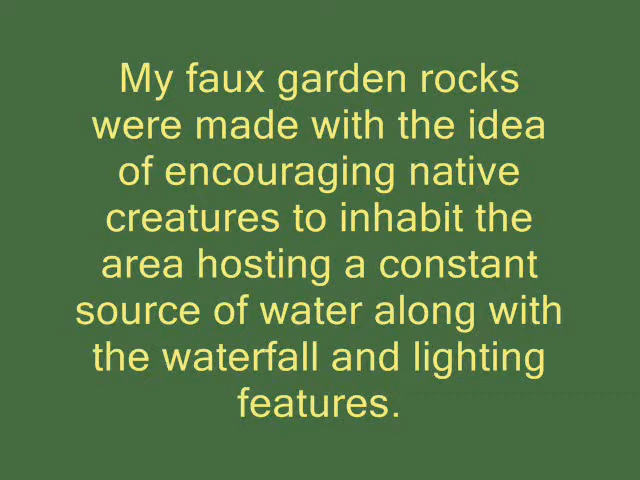 My faux garden rocks
were made with the idea
of encouraging native
creatures to inhabit the
area hosting a constant
source of water along with
the waterfall and lighting
features.